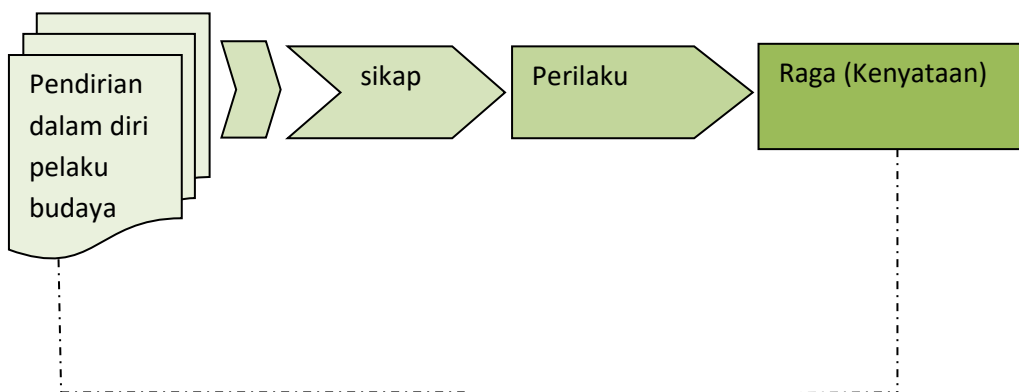 Pendirian
dalam diri
pelaku
budaya
sikap
Perilaku
Raga (Kenyataan)